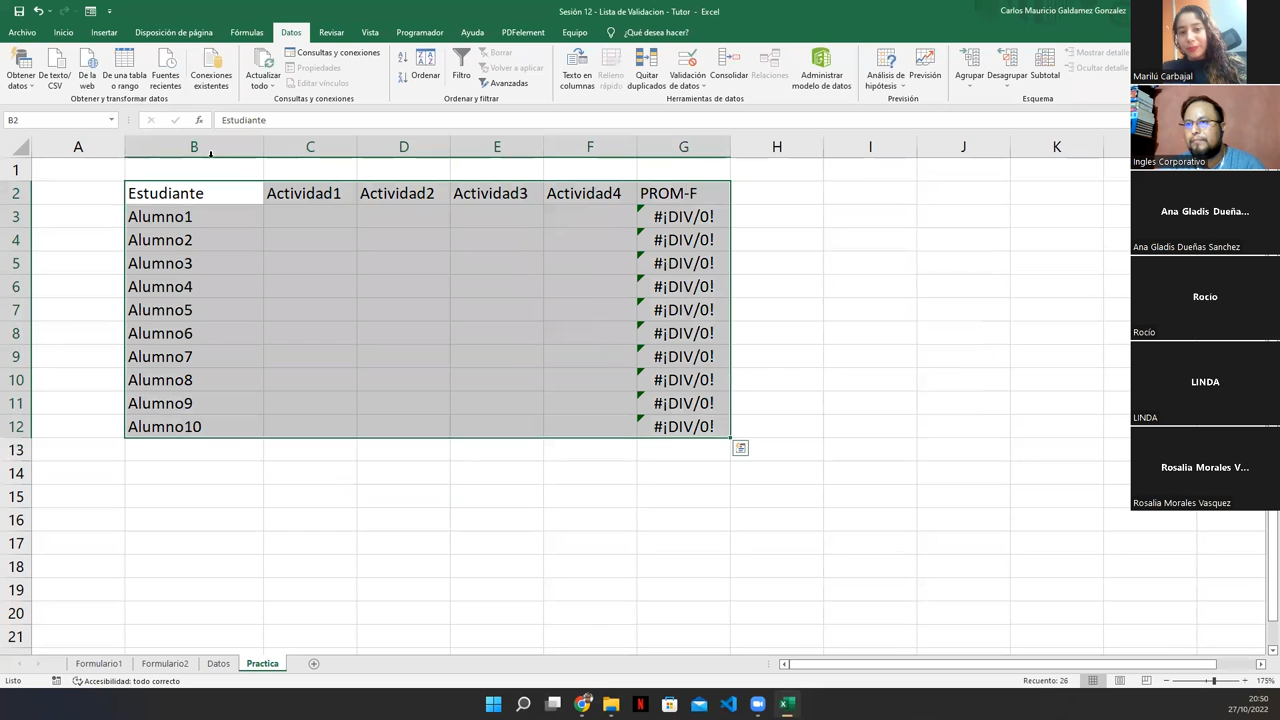 Sesión 12 - Lista de Validacion - Tutor - Excel
Carlos Mauricio Galdamez Gonzalez
Archivo Inicio Insertar Disposición de página Fórmulas Datos Revisar Vista Programador Ayuda PDFelement Equipo ¿Qué desea hacer?
Obtener datos
De texto/ CSV
De la web
De una tabla o rango
Fuentes recientes
Conexiones existentes
Obtener y transformar datos
Actualizar todo
Consultas y conexiones
Propiedades
Editar vínculos
Consultas y conexiones
Ordenar
Filtro
Borrar
Volver a aplicar
Avanzadas
Ordenar y filtrar
Texto en columnas
Relleno rápido
Quitar duplicados
Validación de datos
Consolidar
Relaciones
Administrar modelo de datos
Herramientas de datos
Análisis de hipótesis
Previsión
Previsión
Agrupar
Desagrupar
Subtotal
Mostrar detalle
Ocultar detalle
Esquema
B2 fx Estudiante
A B C D E F G H I J K
1
2 Estudiante Actividad1 Actividad2 Actividad3 Actividad4 PROM-F
3 Alumno1 #¡DIV/0!
4 Alumno2 #¡DIV/0!
5 Alumno3 #¡DIV/0!
6 Alumno4 #¡DIV/0!
7 Alumno5 #¡DIV/0!
8 Alumno6 #¡DIV/0!
9 Alumno7 #¡DIV/0!
10 Alumno8 #¡DIV/0!
11 Alumno9 #¡DIV/0!
12 Alumno10 #¡DIV/0!
13
14
15
16
17
18
19
20
21
Marilú Carbajal
Ingles Corporativo
Ana Gladis Dueña...
Ana Gladis Dueñas Sanchez
Rocío
Rocío
LINDA
LINDA
Rosalia Morales V...
Rosalia Morales Vasquez
Formulario1 Formulario2 Datos Practica
Listo Accesibilidad: todo correcto Recuento: 26 175%
20:50
27/10/2022